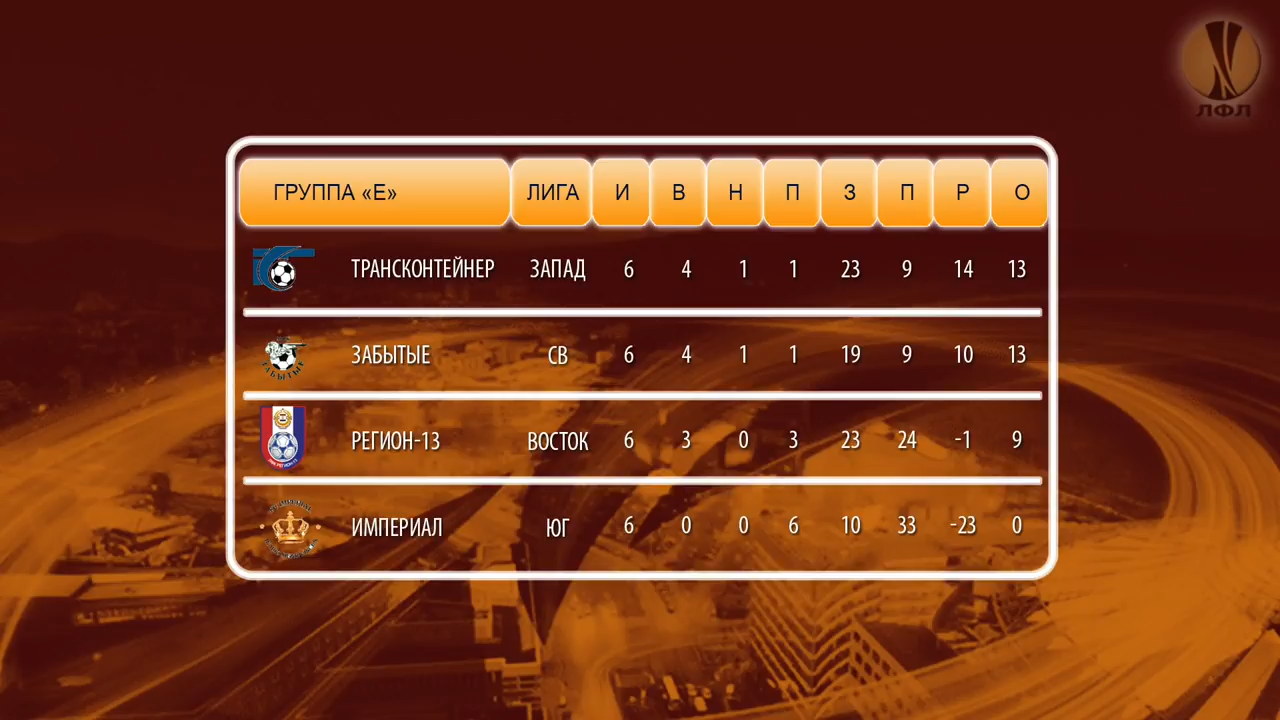 ЛФЛ
ГРУППА «Е» ЛИГА И В Н П З П Р О
ТРАНСКОНТЕЙНЕР ЗАПАД 6 4 1 1 23 9 14 13
ЗАБЫТЫЕ СВ 6 4 1 1 19 9 10 13
РЕГИОН-13 ВОСТОК 6 3 0 3 23 24 -1 9
ИМПЕРИАЛ ЮГ 6 0 0 6 10 33 -23 0